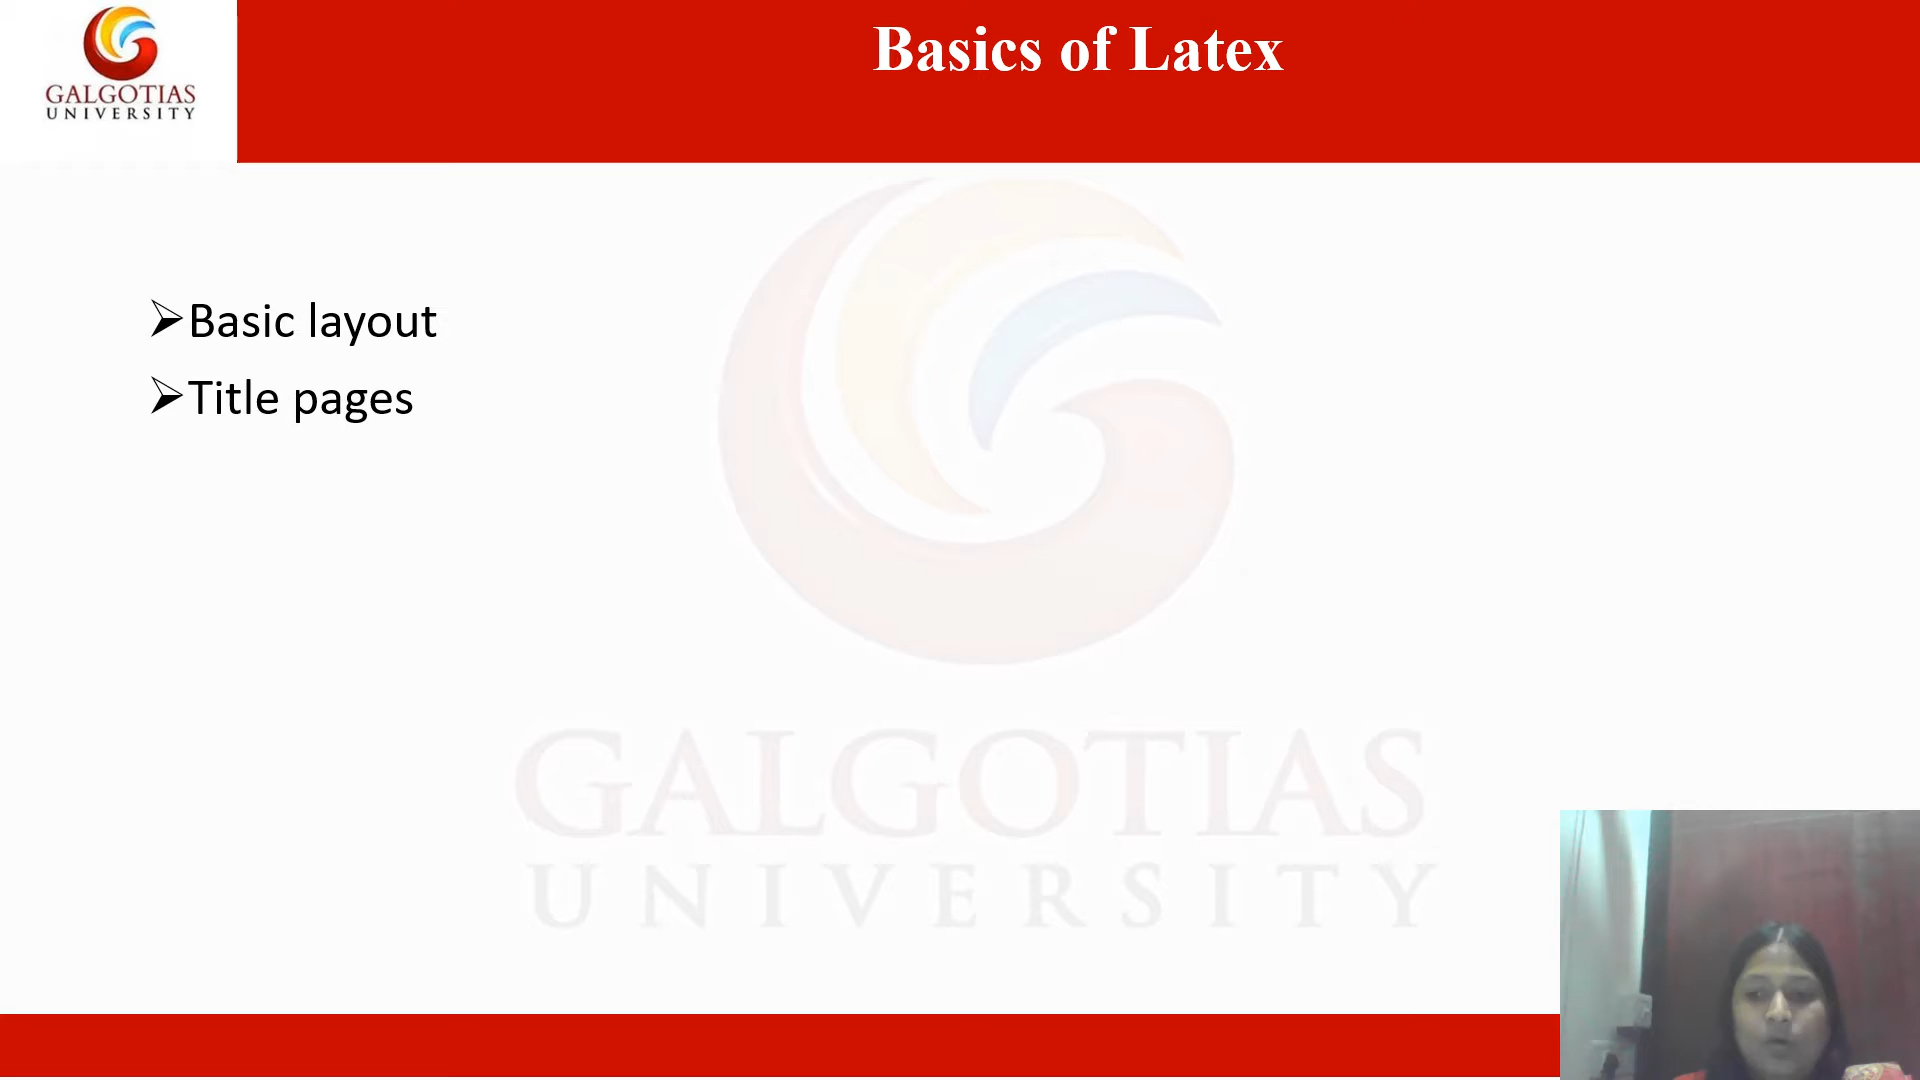 GALGOTIAS
UNIVERSITY
Basics of Latex
➢Basic layout
➢Title pages
GALGOTIAS
UNIVERSITY